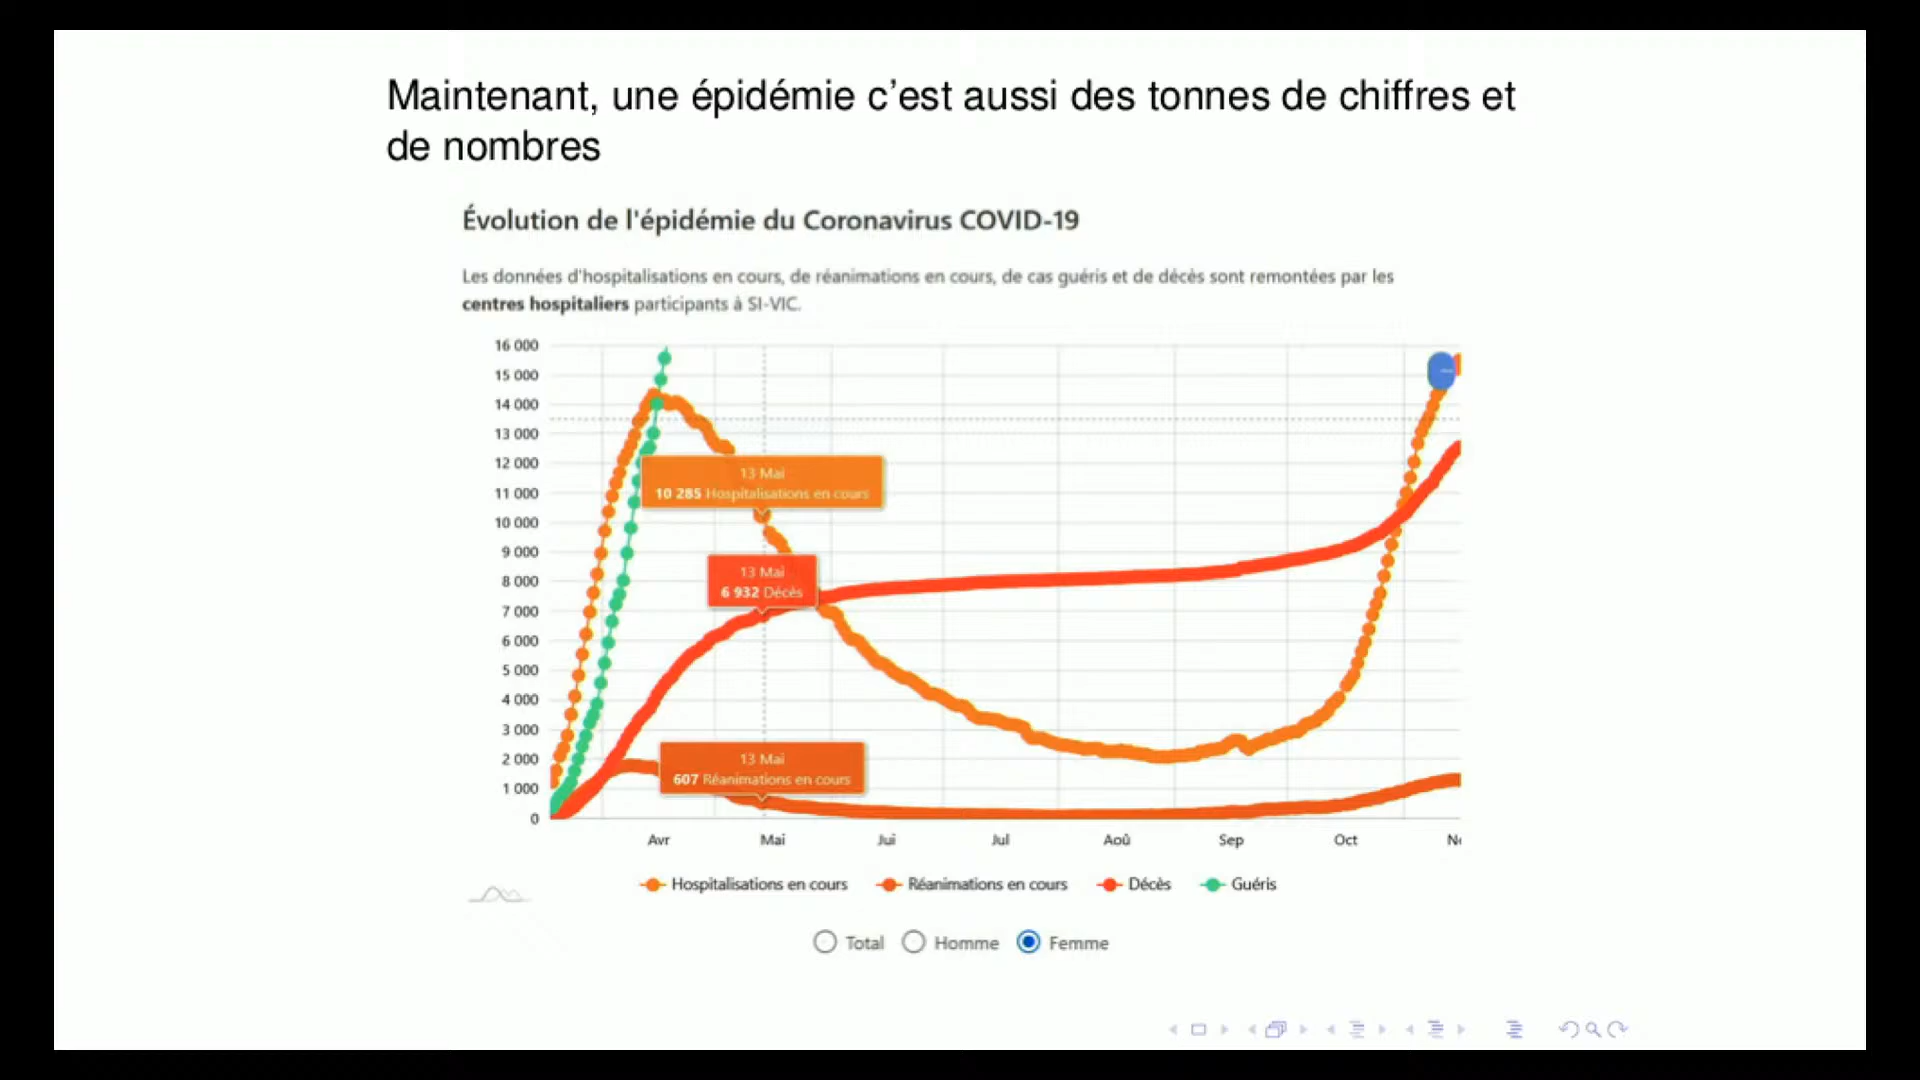 Maintenant, une épidémie c’est aussi des tonnes de chiffres et
de nombres
Évolution de l'épidémie du Coronavirus COVID-19
Les données d'hospitalisations en cours, de réanimations en cours, de cas guéris et de décès sont remontées par les
centres hospitaliers participants à SI-VIC.
16 000
15 000
14 000
13 000
12 000
11 000
10 000
9 000
8 000
7 000
6 000
5 000
4 000
3 000
2 000
1 000
0
13 Mai
10 285 Hospitalisations en cours
13 Mai
6 932 Décès
13 Mai
607 Réanimations en cours
Avr Mai Jui Jul Aoû Sep Oct
Hospitalisations en cours Réanimations en cours Décès Guéris
Total Homme Femme